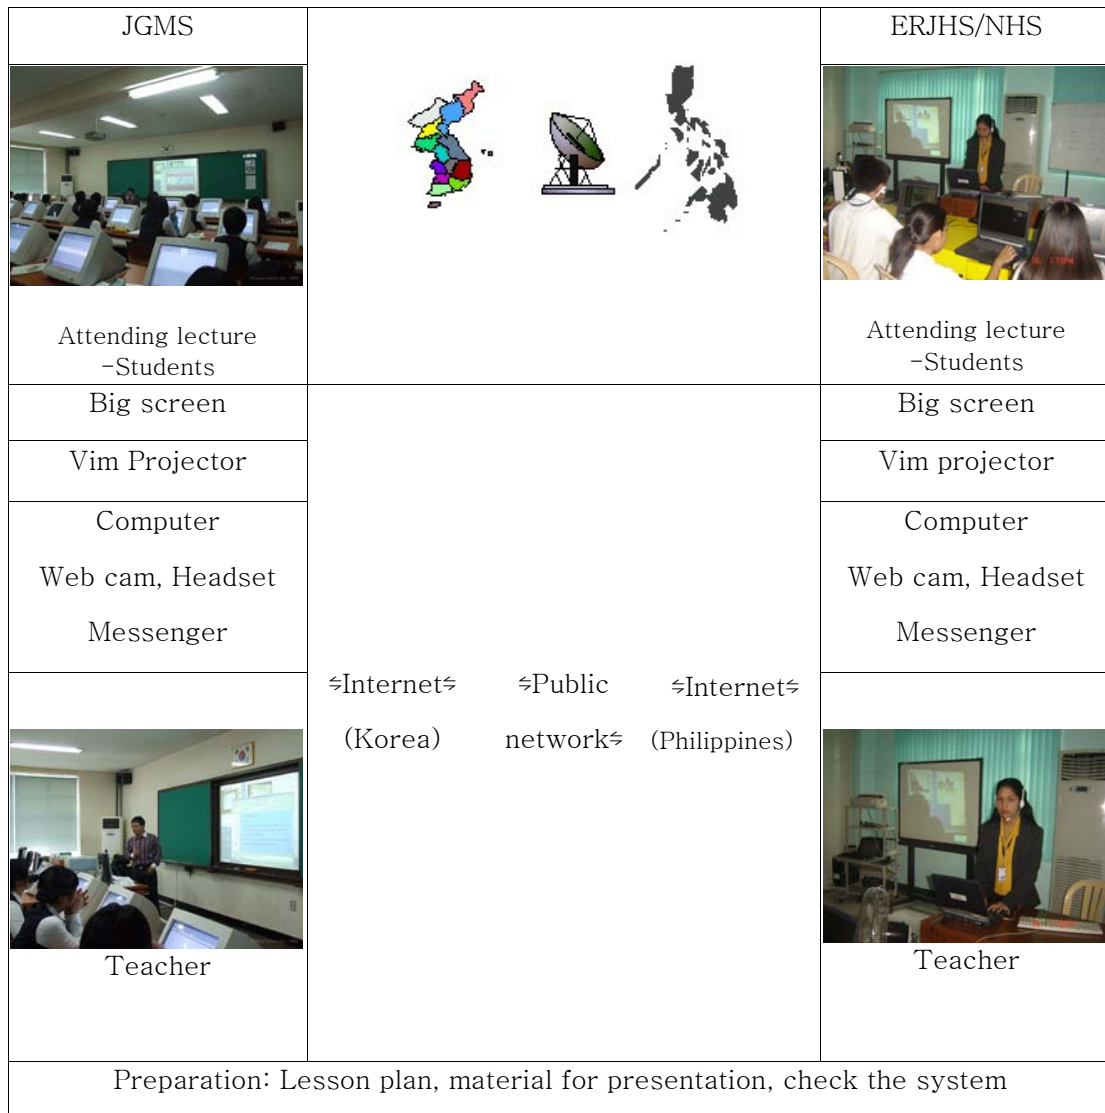 JGMS
ERJHS/NHS
Attending lecture
-Students
Attending lecture
-Students
Big screen
Big screen
Vim Projector
Vim projector
Computer
Web cam, Headset
Messenger
Computer
Web cam, Headset
Messenger
⇋Internet⇋ ⇋Public ⇋Internet⇋
(Korea) network⇋ (Philippines)
Teacher
Teacher
Preparation: Lesson plan, material for presentation, check the system